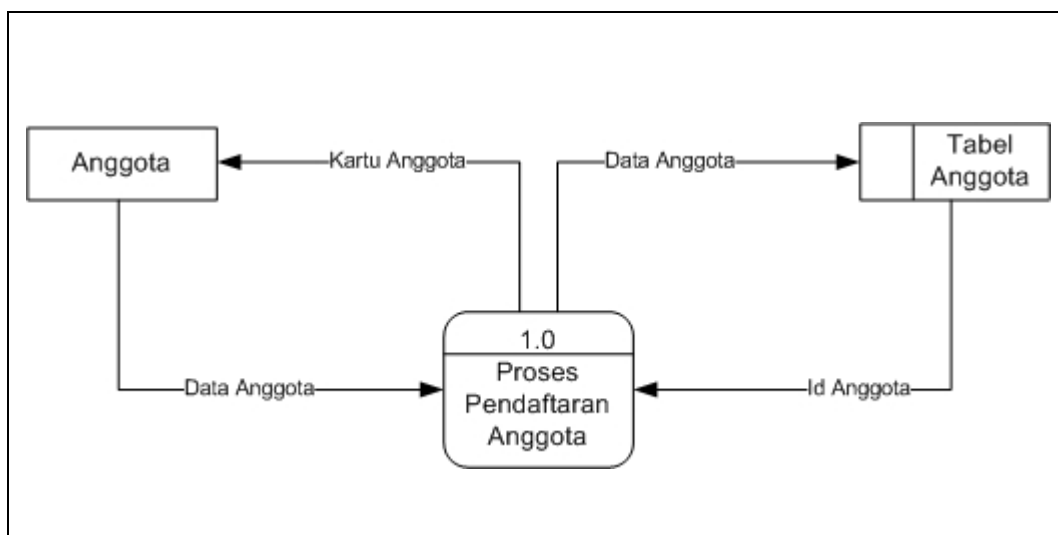 Anggota
Kartu Anggota
Data Anggota
Tabel
Anggota
1.0
Proses
Pendaftaran
Anggota
Data Anggota
Id Anggota